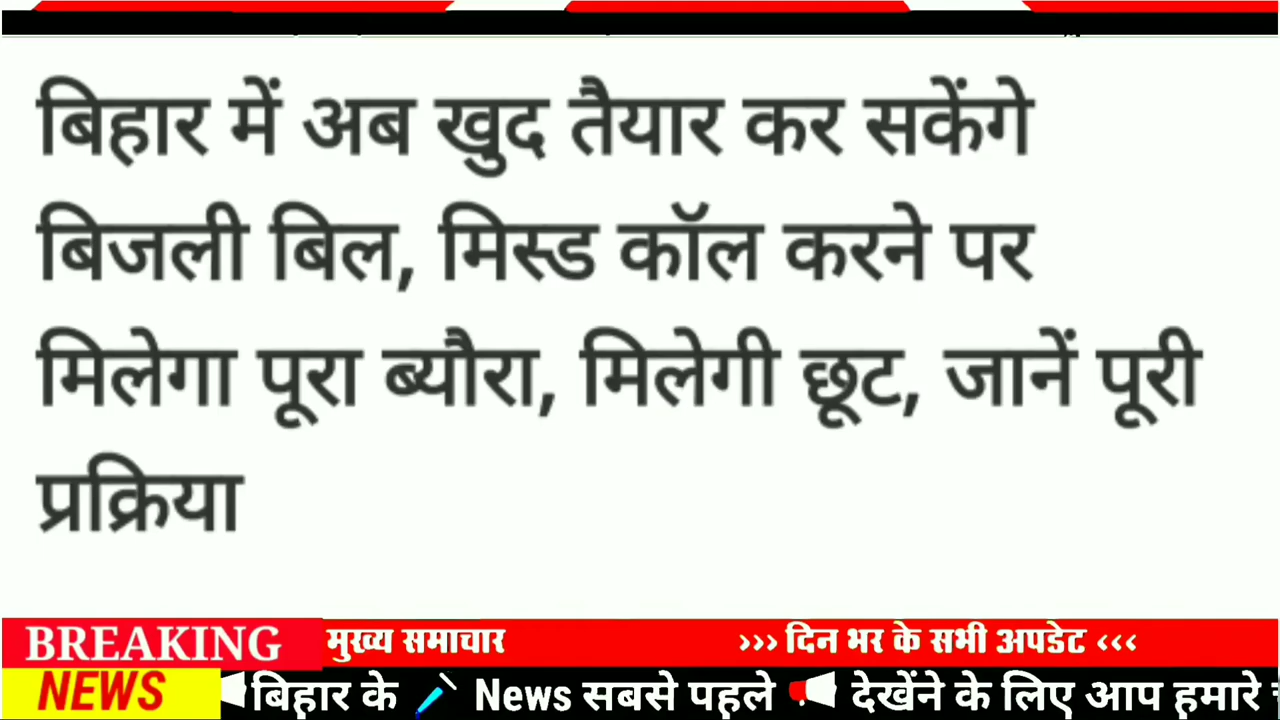 बिहार में अब खुद तैयार कर सकेंगे
बिजली बिल, मिस्ड कॉल करने पर
मिलेगा पूरा ब्यौरा, मिलेगी छूट, जानें पूरी
प्रक्रिया
BREAKING मुख्य समाचार >>> दिन भर के सभी अपडेट <<<
NEWS बिहार के News सबसे पहले देखेंने के लिए आप हमारे